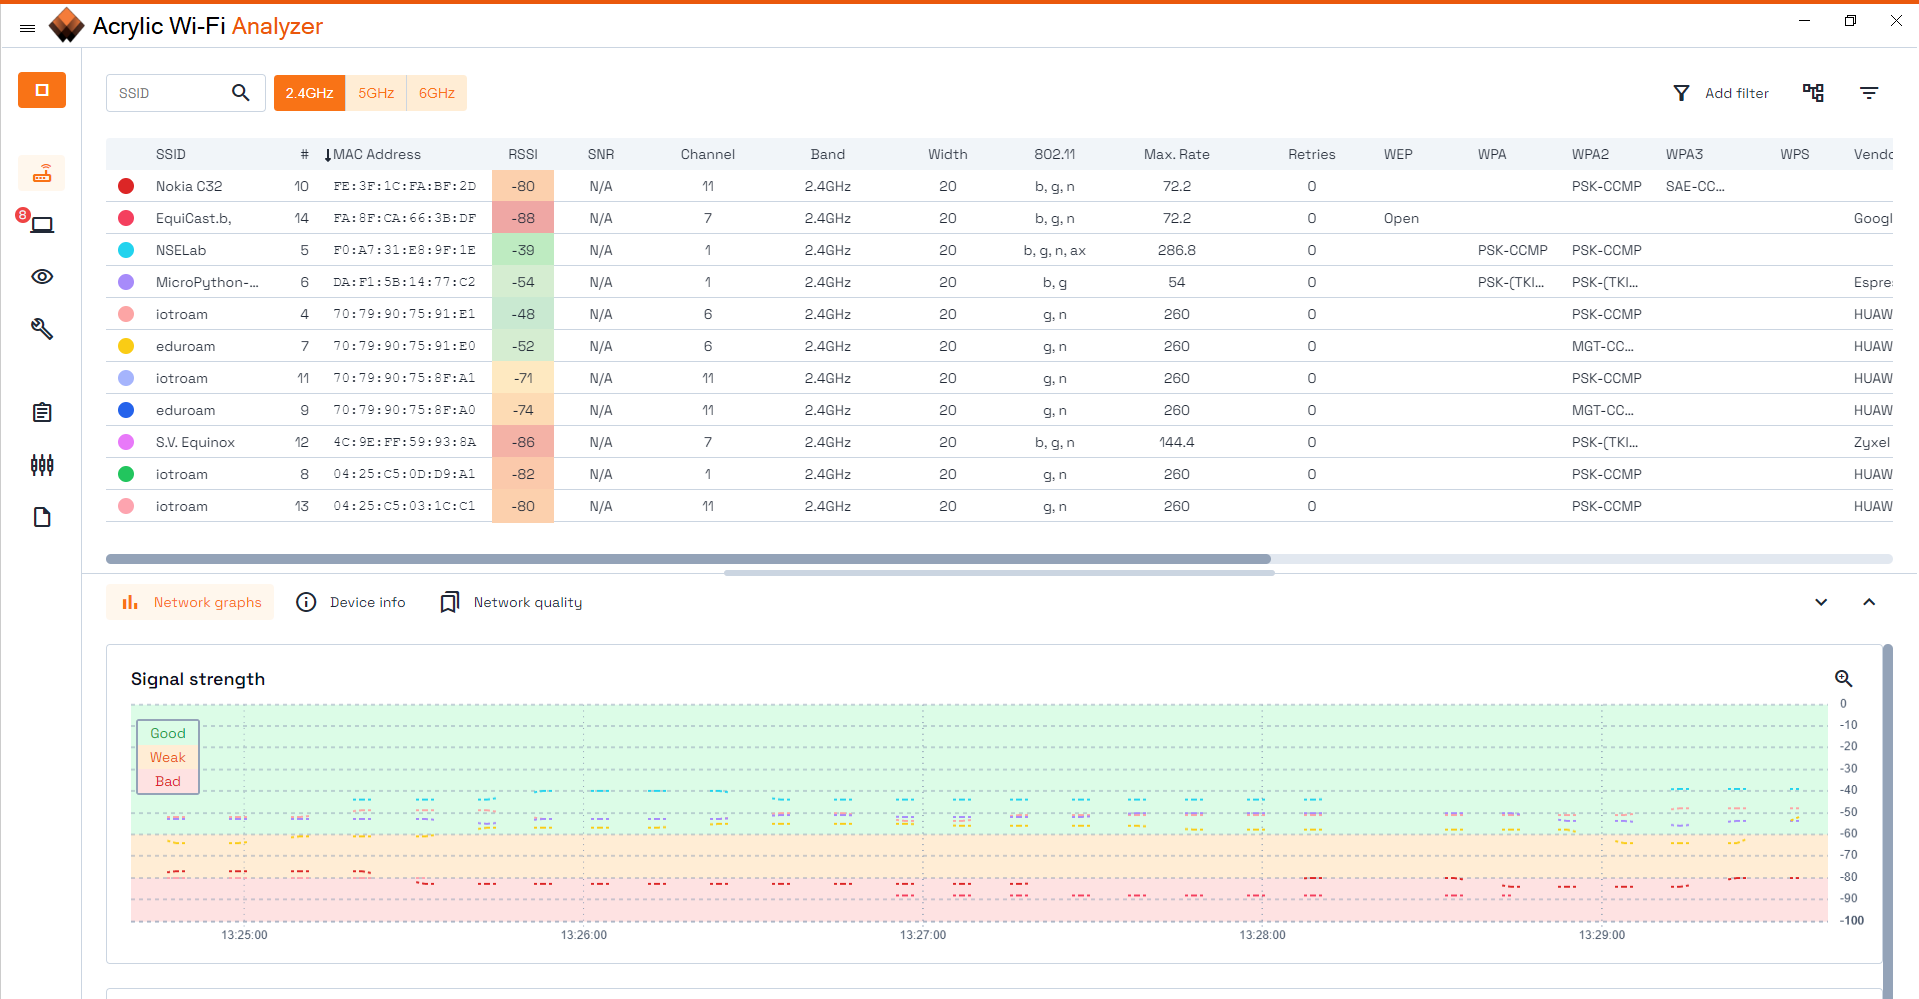 Acrylic Wi-Fi Analyzer
SSID 2.4GHz 5GHz 6GHz Add filter
SSID # MAC Address RSSI SNR Channel Band Width 802.11 Max. Rate Retries WEP WPA WPA2 WPA3 WPS Vendo
Nokia C32 10 FE:3F:1C:FA:BF:2D -80 N/A 11 2.4GHz 20 b, g, n 72.2 0 PSK-CCMP SAE-CC...
8
EquiCast.b, 14 FA:8F:CA:66:3B:DF -88 N/A 7 2.4GHz 20 b, g, n 72.2 0 Open Googl
NSELab 5 F0:A7:31:E8:9F:1E -39 N/A 1 2.4GHz 20 b, g, n, ax 286.8 0 PSK-CCMP PSK-CCMP
MicroPython-... 6 DA:F1:5B:14:77:C2 -54 N/A 1 2.4GHz 20 b, g 54 0 PSK-(TKI... PSK-(TKI... Espre
iotroam 4 70:79:90:75:91:E1 -48 N/A 6 2.4GHz 20 g, n 260 0 PSK-CCMP HUAW
eduroam 7 70:79:90:75:91:E0 -52 N/A 6 2.4GHz 20 g, n 260 0 MGT-CC... HUAW
iotroam 11 70:79:90:75:8F:A1 -71 N/A 11 2.4GHz 20 g, n 260 0 PSK-CCMP HUAW
eduroam 9 70:79:90:75:8F:A0 -74 N/A 11 2.4GHz 20 g, n 260 0 MGT-CC... HUAW
S.V. Equinox 12 4C:9E:FF:59:93:8A -86 N/A 7 2.4GHz 20 b, g, n 144.4 0 PSK-(TKI... Zyxel
iotroam 8 04:25:C5:0D:D9:A1 -82 N/A 1 2.4GHz 20 g, n 260 0 PSK-CCMP HUAW
iotroam 13 04:25:C5:03:1C:C1 -80 N/A 11 2.4GHz 20 g, n 260 0 PSK-CCMP HUAW
Network graphs Device info Network quality
Signal strength
Good
Weak
Bad
0
-10
-20
-30
-40
-50
-60
-70
-80
-90
-100
13:25:00 13:26:00 13:27:00 13:28:00 13:29:00